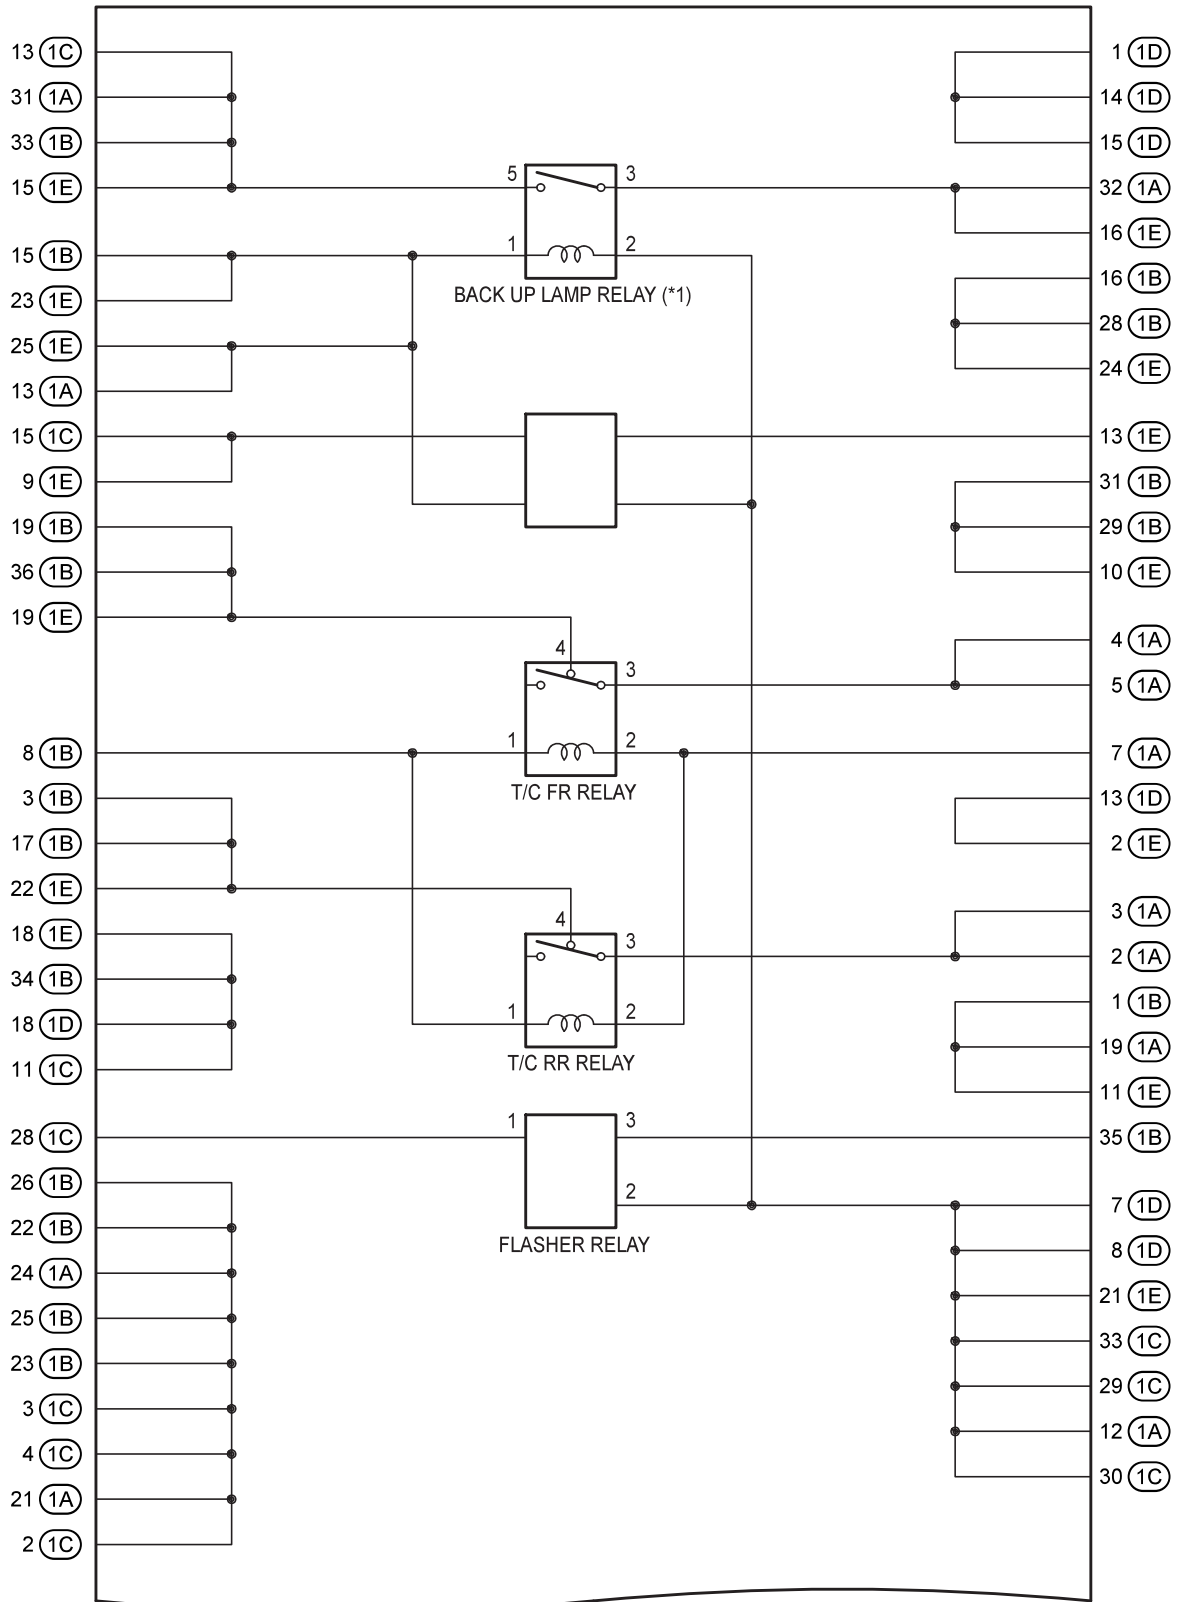 13 1C
1 1D
31 1A
14 1D
33 1B
15 1D
15 1E
5
3
32 1A
16 1E
15 1B
1
2
16 1B
23 1E
BACK UP LAMP RELAY (*1)
28 1B
25 1E
24 1E
13 1A
15 1C
13 1E
9 1E
31 1B
19 1B
29 1B
36 1B
10 1E
19 1E
4
4 1A
3
5 1A
8 1B
1
2
7 1A
T/C FR RELAY
3 1B
13 1D
17 1B
2 1E
22 1E
4
3 1A
18 1E
3
2 1A
34 1B
1 1B
18 1D
1
2
19 1A
11 1C
T/C RR RELAY
11 1E
28 1C
1
3
35 1B
26 1B
2
7 1D
22 1B
FLASHER RELAY
8 1D
24 1A
21 1E
25 1B
33 1C
23 1B
29 1C
3 1C
12 1A
4 1C
30 1C
21 1A
2 1C